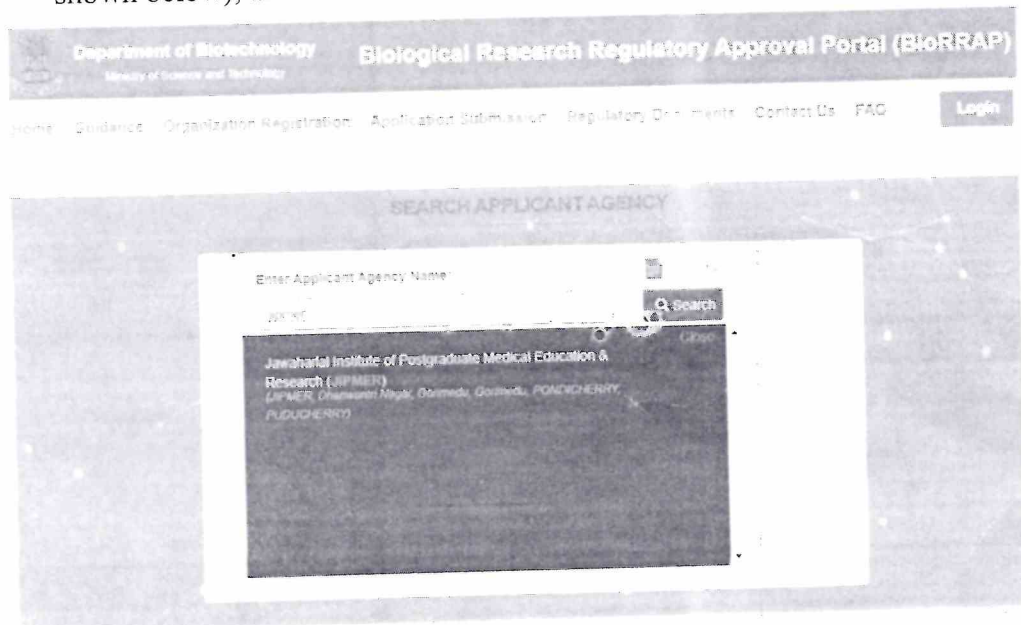 shown below),
Department of Biotechnology
Ministry of Science and Technology
Biological Research Regulatory Approval Portal (BioRRAP)
Home Guidance Organization Registration Application Submission Regulatory Documents Contact Us FAQ Login
SEARCH APPLICANT AGENCY
Enter Applicant Agency Name:
Search
Close
Jawaharlal Institute of Postgraduate Medical Education &
Research (JIPMER)
(JIPMER, Dhanvantri Nagar, Gorimedu, Gorimedu, PONDICHERRY,
PUDUCHERRY)